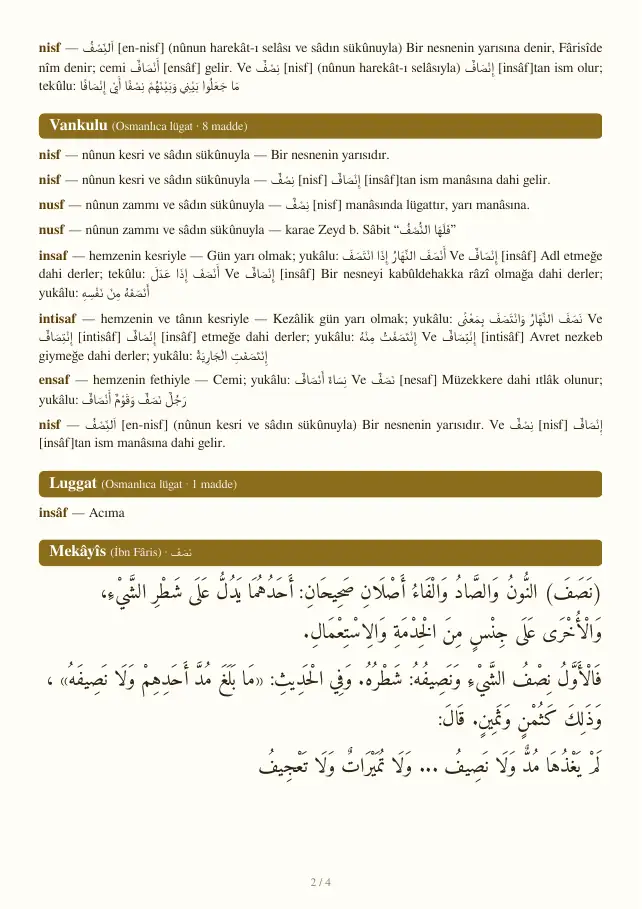 nisf — اَلنِّصْفُ [en-nisf] (nûnun harekât-ı selâsı ve sâdın sükûnuyla) Bir nesnenin yarısına denir, Fârisîde
nîm denir; cemi أَنْصَافٌ [ensâf] gelir. Ve نِصْفٌ [nisf] (nûnun harekât-ı selâsıyla) إِنْصَافٌ [insâf]tan ism olur;
tekûlu: مَا جَعَلُوا بَيْنِي وَبَيْنَهُمْ نِصْفًا أَيْ إِنْصَافًا
Vankulu (Osmanlıca lügat · 8 madde)
nisf — nûnun kesri ve sâdın sükûnuyla — Bir nesnenin yarısıdır.
nisf — nûnun kesri ve sâdın sükûnuyla — نِصْفٌ [nisf] إِنْصَافٌ [insâf]tan ism manâsına dahi gelir.
nusf — nûnun zammı ve sâdın sükûnuyla — نِصْفٌ [nisf] manâsında lügattır, yarı manâsına.
nusf — nûnun zammı ve sâdın sükûnuyla — karae Zeyd b. Sâbit “فَلَهَا النُّصْفُ”
insaf — hemzenin kesriyle — Gün yarı olmak; yukâlu: أَنْصَفَ النَّهَارُ إِذَا انْتَصَفَ Ve إِنْصَافٌ [insâf] Adl etmeğe
dahi derler; tekûlu: أَنْصَفَ إِذَا عَدَلَ Ve إِنْصَافٌ [insâf] Bir nesneyi kabûldehakka râzî olmağa dahi derler;
yukâlu: أَنْصَفَهُ مِنْ نَفْسِهِ
intisaf — hemzenin ve tânın kesriyle — Kezâlik gün yarı olmak; yukâlu: نَصَفَ النَّهَارُ وَانْتَصَفَ بِمَعْنًى Ve
إِنْتِصَافٌ [intisâf] إِنْصَافٌ [insâf] etmeğe dahi derler; yukâlu: إِنْتَصَفْتُ مِنْهُ Ve إِنْتِصَافٌ [intisâf] Avret nezkeb
giymeğe dahi derler; yukâlu: إِنْتَصَفَتِ الْجَارِيَةُ
ensaf — hemzenin fethiyle — Cemi; yukâlu: نِسَاءٌ أَنْصَافٌ Ve نَصَفٌ [nesaf] Müzekkere dahi ıtlâk olunur;
yukâlu: رَجُلٌ نَصَفٌ وَقَوْمٌ أَنْصَافٌ
nisf — اَلنِّصْفُ [en-nisf] (nûnun kesri ve sâdın sükûnuyla) Bir nesnenin yarısıdır. Ve نِصْفٌ [nisf] إِنْصَافٌ
[insâf]tan ism manâsına dahi gelir.
Luggat (Osmanlıca lügat · 1 madde)
insâf — Acıma
Mekâyîs (İbn Fâris) · نصف
(نَصَفَ) النُّونُ وَالصَّادُ وَالْفَاءُ أَصْلَانِ صَحِيحَانِ: أَحَدُهُمَا يَدُلُّ عَلَى شَطْرِ الشَّيْءِ،
وَالْأُخْرَى عَلَى جِنْسٍ مِنَ الْخِدْمَةِ وَالِاسْتِعْمَالِ.
فَالْأَوَّلُ نِصْفُ الشَّيْءِ وَنَصِيفُهُ: شَطْرُهُ. وَفِي الْحَدِيثِ: «مَا بَلَغَ مُدَّ أَحَدِهِمْ وَلَا نَصِيفَهُ» ،
وَذَلِكَ كَثُمْنٍ وَثَمِينٍ. قَالَ:
لَمْ يَغْذُهَا مُدٌّ وَلَا نَصِيفُ ... وَلَا تُمَيْرَاتٌ وَلَا تَعْجِيفُ
2 / 4